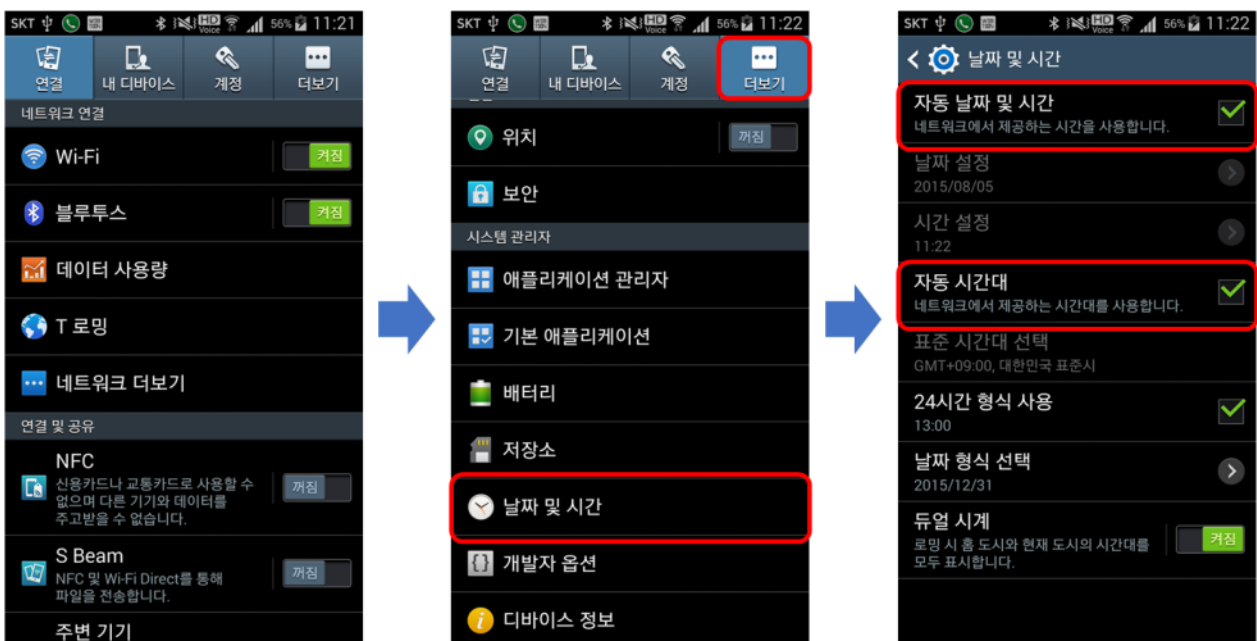 SKT 56% 11:21
HD Voice
연결 내 디바이스 계정 더보기
네트워크 연결
Wi-Fi 켜짐
블루투스 켜짐
데이터 사용량
T 로밍
네트워크 더보기
연결 및 공유
NFC
신용카드나 교통카드로 사용할 수
없으며 다른 기기와 데이터를
주고받을 수 없습니다.
꺼짐
S Beam
NFC 및 Wi-Fi Direct를 통해
파일을 전송합니다.
꺼짐
주변 기기
SKT 56% 11:22
HD Voice
연결 내 디바이스 계정 더보기
위치 꺼짐
보안
시스템 관리자
애플리케이션 관리자
기본 애플리케이션
배터리
저장소
날짜 및 시간
개발자 옵션
디바이스 정보
SKT 56% 11:22
HD Voice
날짜 및 시간
자동 날짜 및 시간
네트워크에서 제공하는 시간을 사용합니다.
날짜 설정
2015/08/05
시간 설정
11:22
자동 시간대
네트워크에서 제공하는 시간대를 사용합니다.
표준 시간대 선택
GMT+09:00, 대한민국 표준시
24시간 형식 사용
13:00
날짜 형식 선택
2015/12/31
듀얼 시계
로밍 시 홈 도시와 현재 도시의 시간대를
모두 표시합니다.
켜짐